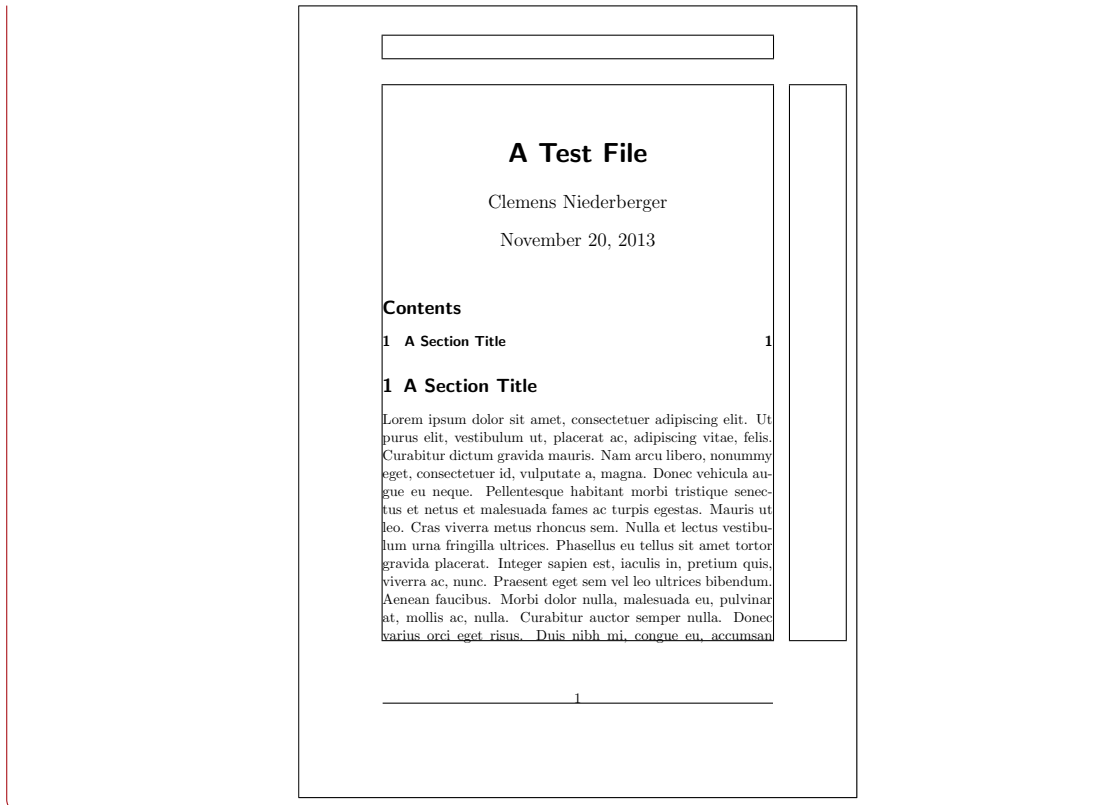 A Test File
Clemens Niederberger
November 20, 2013
Contents
1 A Section Title 1
1 A Section Title
Lorem ipsum dolor sit amet, consectetuer adipiscing elit. Ut
purus elit, vestibulum ut, placerat ac, adipiscing vitae, felis.
Curabitur dictum gravida mauris. Nam arcu libero, nonummy
eget, consectetuer id, vulputate a, magna. Donec vehicula au-
gue eu neque. Pellentesque habitant morbi tristique senec-
tus et netus et malesuada fames ac turpis egestas. Mauris ut
leo. Cras viverra metus rhoncus sem. Nulla et lectus vestibu-
lum urna fringilla ultrices. Phasellus eu tellus sit amet tortor
gravida placerat. Integer sapien est, iaculis in, pretium quis,
viverra ac, nunc. Praesent eget sem vel leo ultrices bibendum.
Aenean faucibus. Morbi dolor nulla, malesuada eu, pulvinar
at, mollis ac, nulla. Curabitur auctor semper nulla. Donec
varius orci eget risus. Duis nibh mi, congue eu, accumsan
1